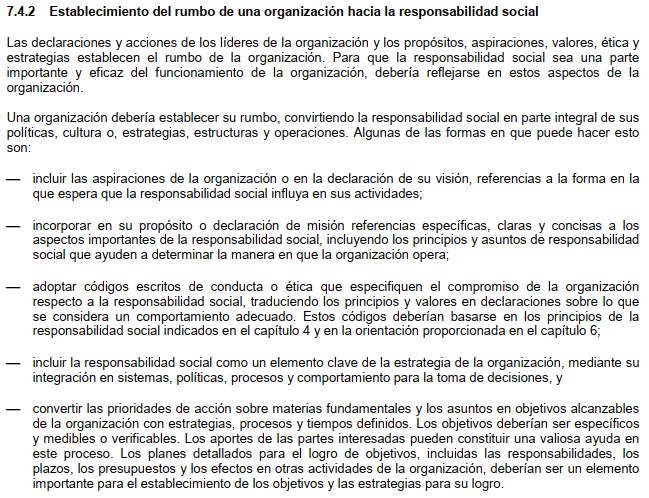 7.4.2 Establecimiento del rumbo de una organización hacia la responsabilidad social
Las declaraciones y acciones de los líderes de la organización y los propósitos, aspiraciones, valores, ética y
estrategias establecen el rumbo de la organización. Para que la responsabilidad social sea una parte
importante y eficaz del funcionamiento de la organización, debería reflejarse en estos aspectos de la
organización.
Una organización debería establecer su rumbo, convirtiendo la responsabilidad social en parte integral de sus
políticas, cultura o, estrategias, estructuras y operaciones. Algunas de las formas en que puede hacer esto
son:
— incluir las aspiraciones de la organización o en la declaración de su visión, referencias a la forma en la
que espera que la responsabilidad social influya en sus actividades;
— incorporar en su propósito o declaración de misión referencias específicas, claras y concisas a los
aspectos importantes de la responsabilidad social, incluyendo los principios y asuntos de responsabilidad
social que ayuden a determinar la manera en que la organización opera;
— adoptar códigos escritos de conducta o ética que especifiquen el compromiso de la organización
respecto a la responsabilidad social, traduciendo los principios y valores en declaraciones sobre lo que
se considera un comportamiento adecuado. Estos códigos deberían basarse en los principios de la
responsabilidad social indicados en el capítulo 4 y en la orientación proporcionada en el capítulo 6;
— incluir la responsabilidad social como un elemento clave de la estrategia de la organización, mediante su
integración en sistemas, políticas, procesos y comportamiento para la toma de decisiones, y
— convertir las prioridades de acción sobre materias fundamentales y los asuntos en objetivos alcanzables
de la organización con estrategias, procesos y tiempos definidos. Los objetivos deberían ser específicos
y medibles o verificables. Los aportes de las partes interesadas pueden constituir una valiosa ayuda en
este proceso. Los planes detallados para el logro de objetivos, incluidas las responsabilidades, los
plazos, los presupuestos y los efectos en otras actividades de la organización, deberían ser un elemento
importante para el establecimiento de los objetivos y las estrategias para su logro.